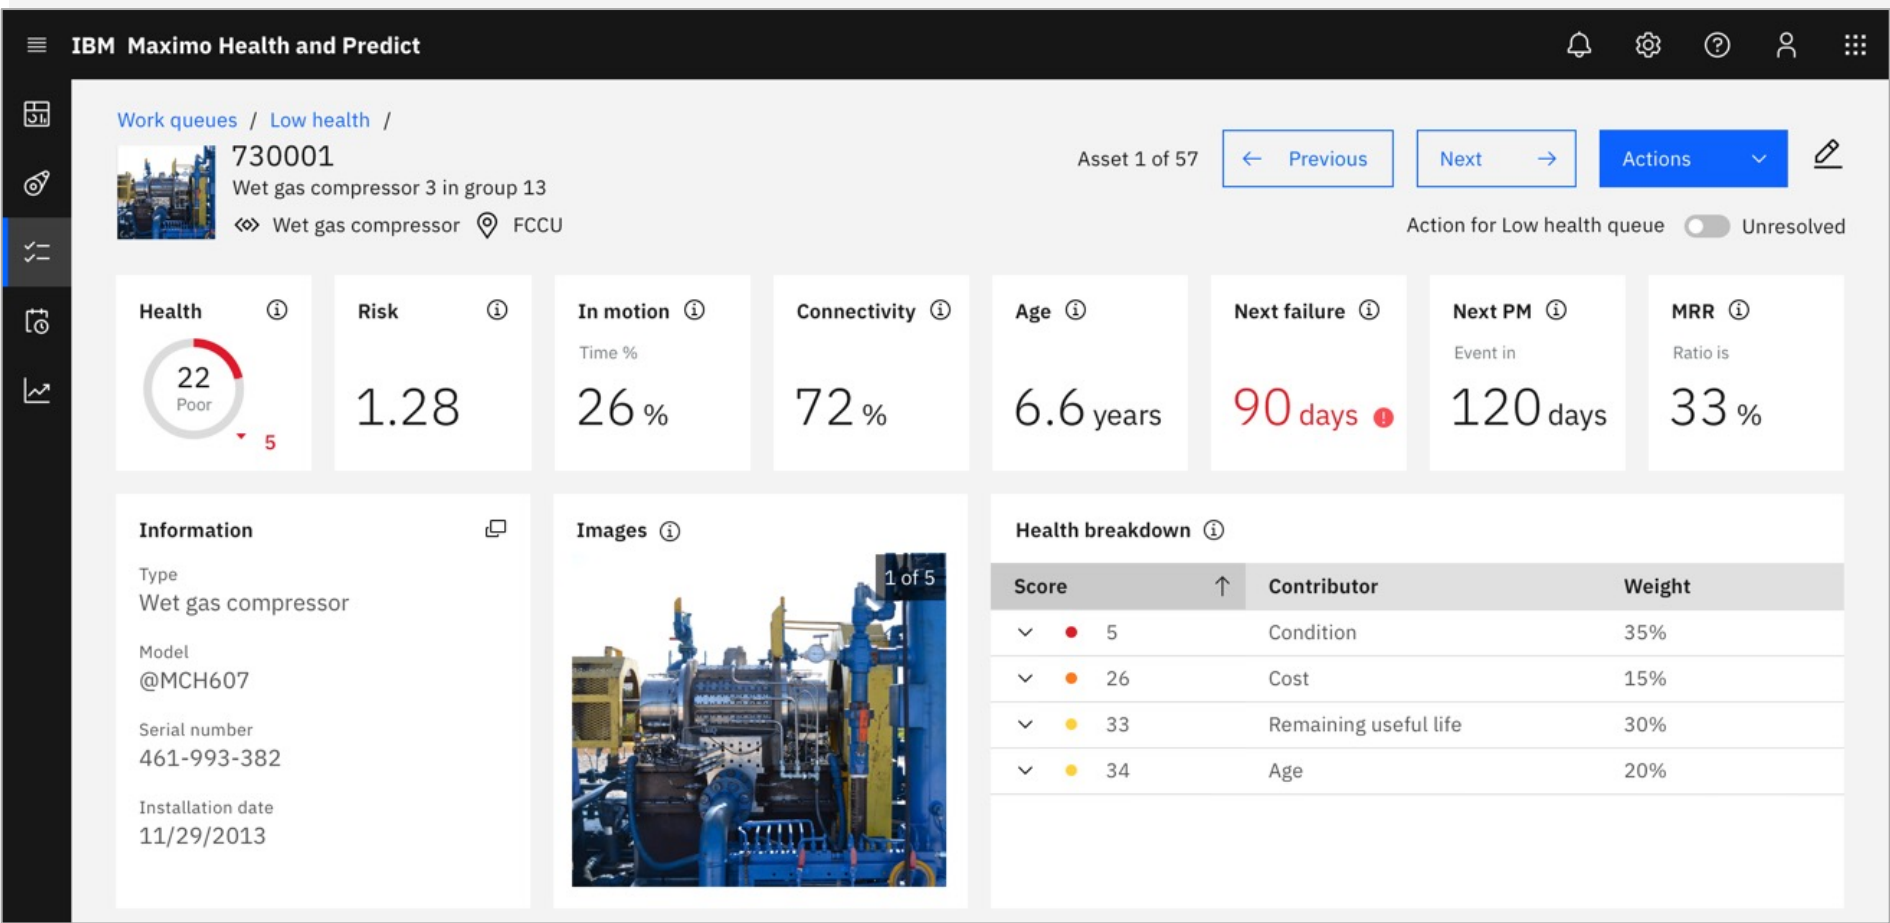 IBM Maximo Health and Predict
Work queues / Low health /
730001
Wet gas compressor 3 in group 13
Wet gas compressor FCCU
Asset 1 of 57
Previous
Next
Actions
Action for Low health queue Unresolved
Health
22
Poor
5
Risk
1.28
In motion
Time %
26 %
Connectivity
72 %
Age
6.6 years
Next failure
90 days
Next PM
Event in
120 days
MRR
Ratio is
33 %
Information
Type
Wet gas compressor
Model
@MCH607
Serial number
461-993-382
Installation date
11/29/2013
Images
1 of 5
Health breakdown
Score Contributor Weight
5 Condition 35%
26 Cost 15%
33 Remaining useful life 30%
34 Age 20%